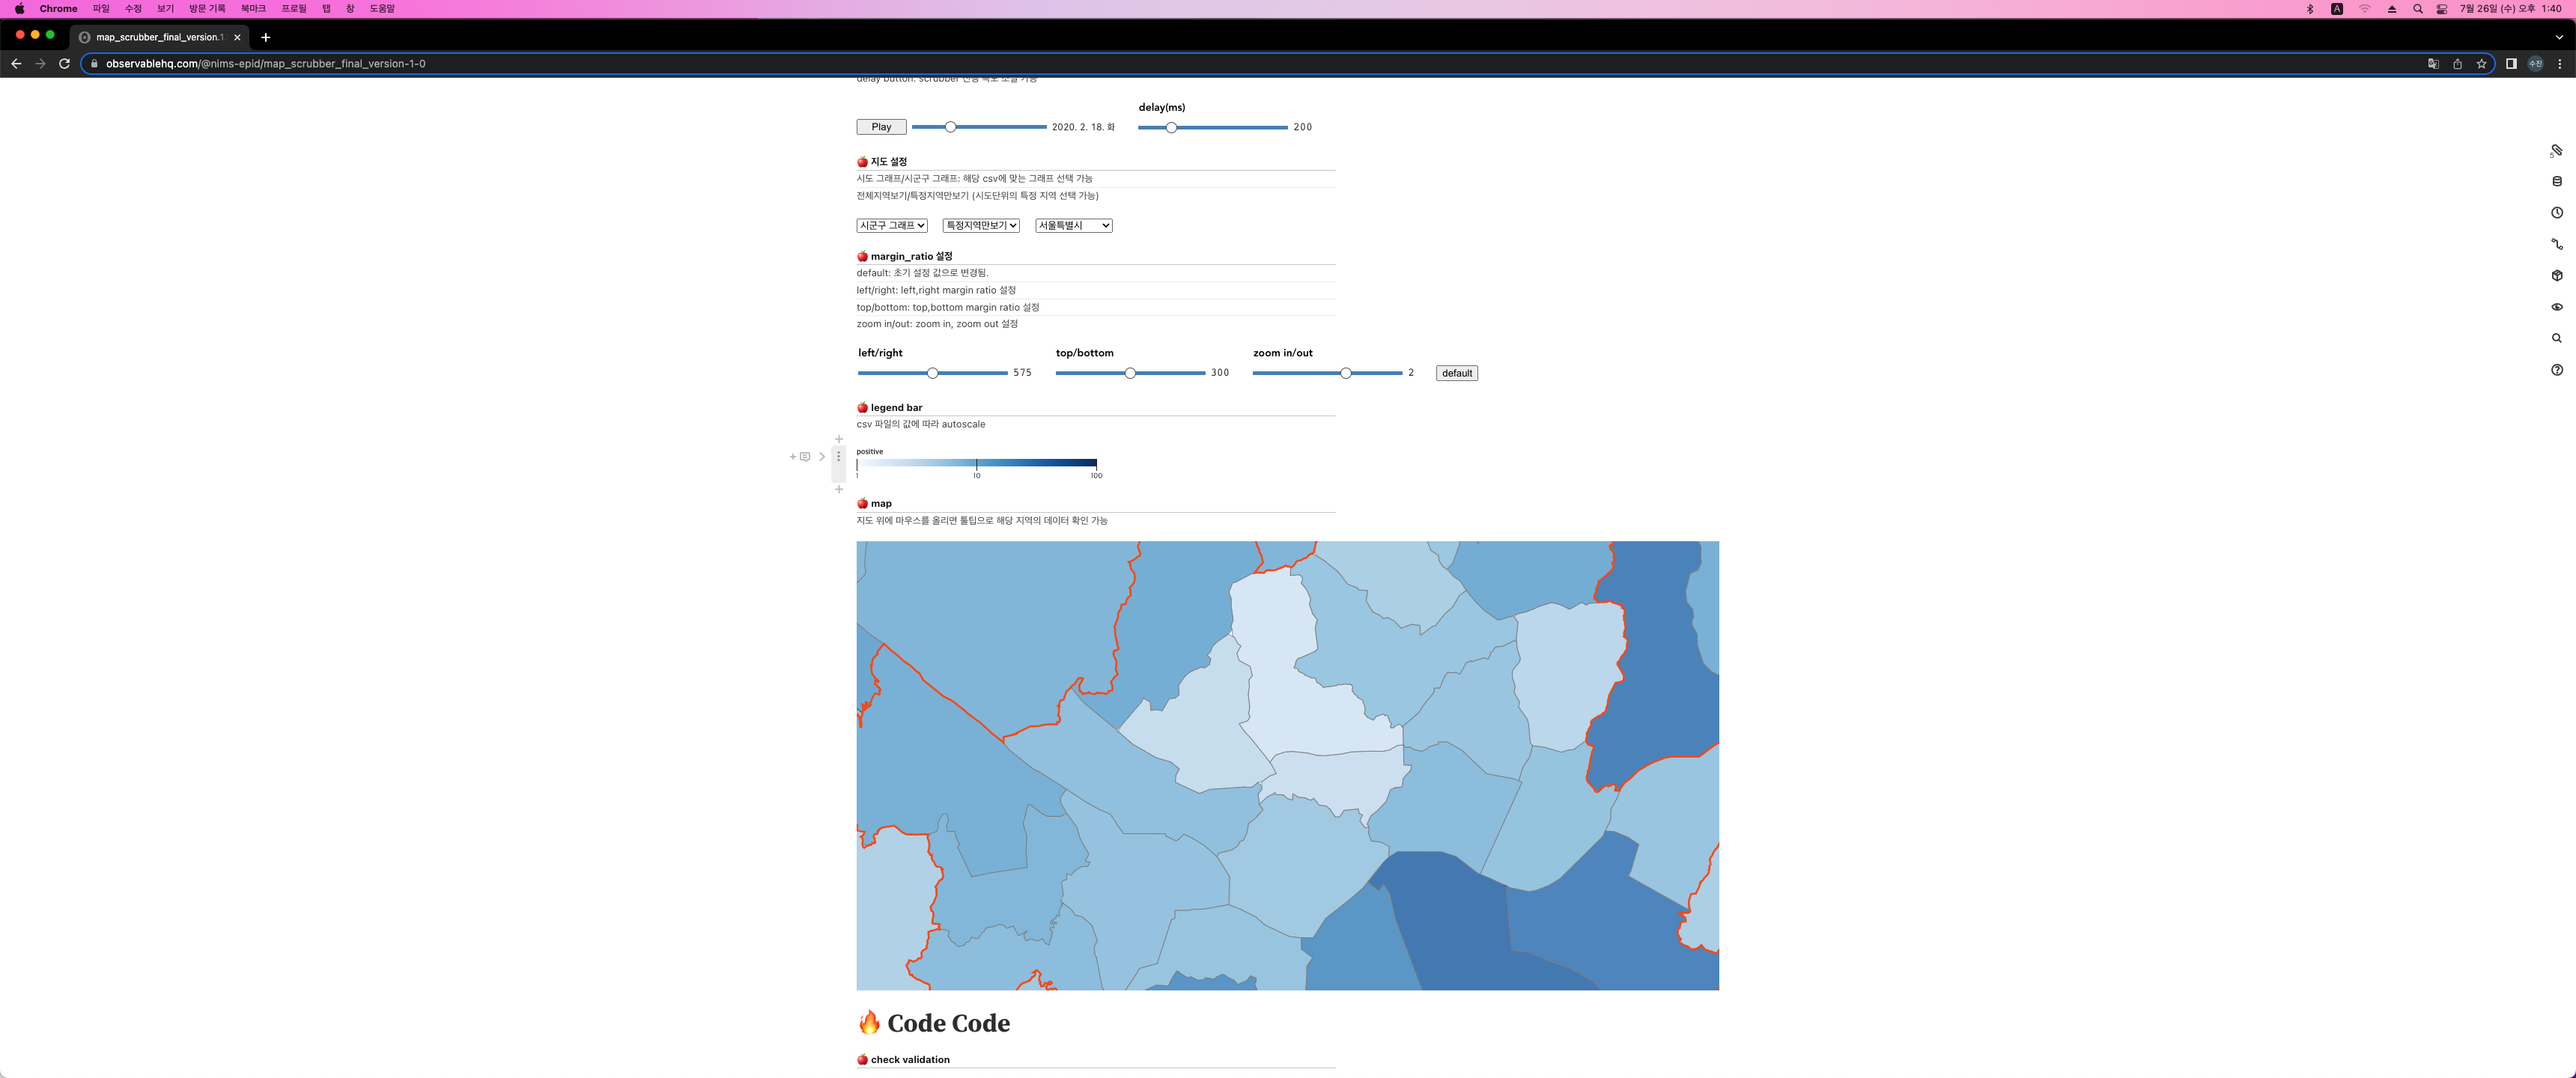 Chrome 파일 수정 보기 방문 기록 북마크 프로필 탭 창 도움말 A 7월 26일 (수) 오후 1:40
map_scrubber_final_version.1
observablehq.com/@nims-epid/map_scrubber_final_version-1-0 수진
delay button: scrubber 진행 속도 조절 가능
delay(ms)
Play 2020. 2. 18. 화 200
지도 설정
시도 그래프/시군구 그래프: 해당 csv에 맞는 그래프 선택 가능
전체지역보기/특정지역만보기 (시도단위의 특정 지역 선택 가능)
시군구 그래프 특정지역만보기 서울특별시
margin_ratio 설정
default: 초기 설정 값으로 변경됨.
left/right: left,right margin ratio 설정
top/bottom: top,bottom margin ratio 설정
zoom in/out: zoom in, zoom out 설정
left/right top/bottom zoom in/out
575 300 2 default
legend bar
csv 파일의 값에 따라 autoscale
positive
1 10 100
map
지도 위에 마우스를 올리면 툴팁으로 해당 지역의 데이터 확인 가능
Code Code
check validation
5